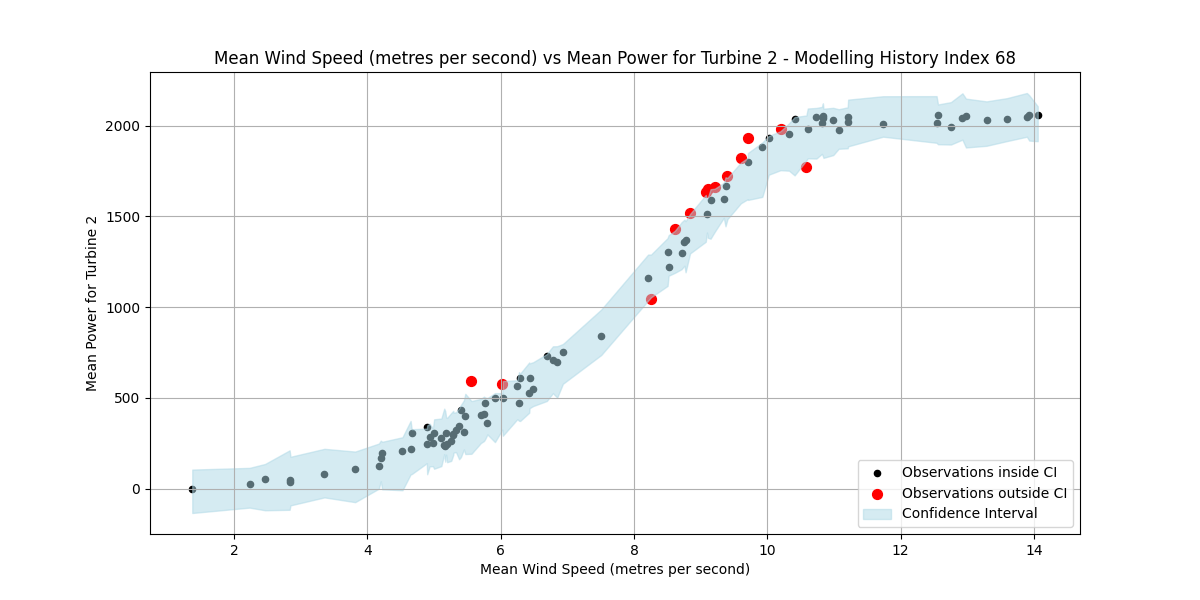 Mean Wind Speed (metres per second) vs Mean Power for Turbine 2 - Modelling History Index 68
Mean Power for Turbine 2
2000
1500
1000
500
0
Observations inside CI
Observations outside CI
Confidence Interval
2 4 6 8 10 12 14
Mean Wind Speed (metres per second)